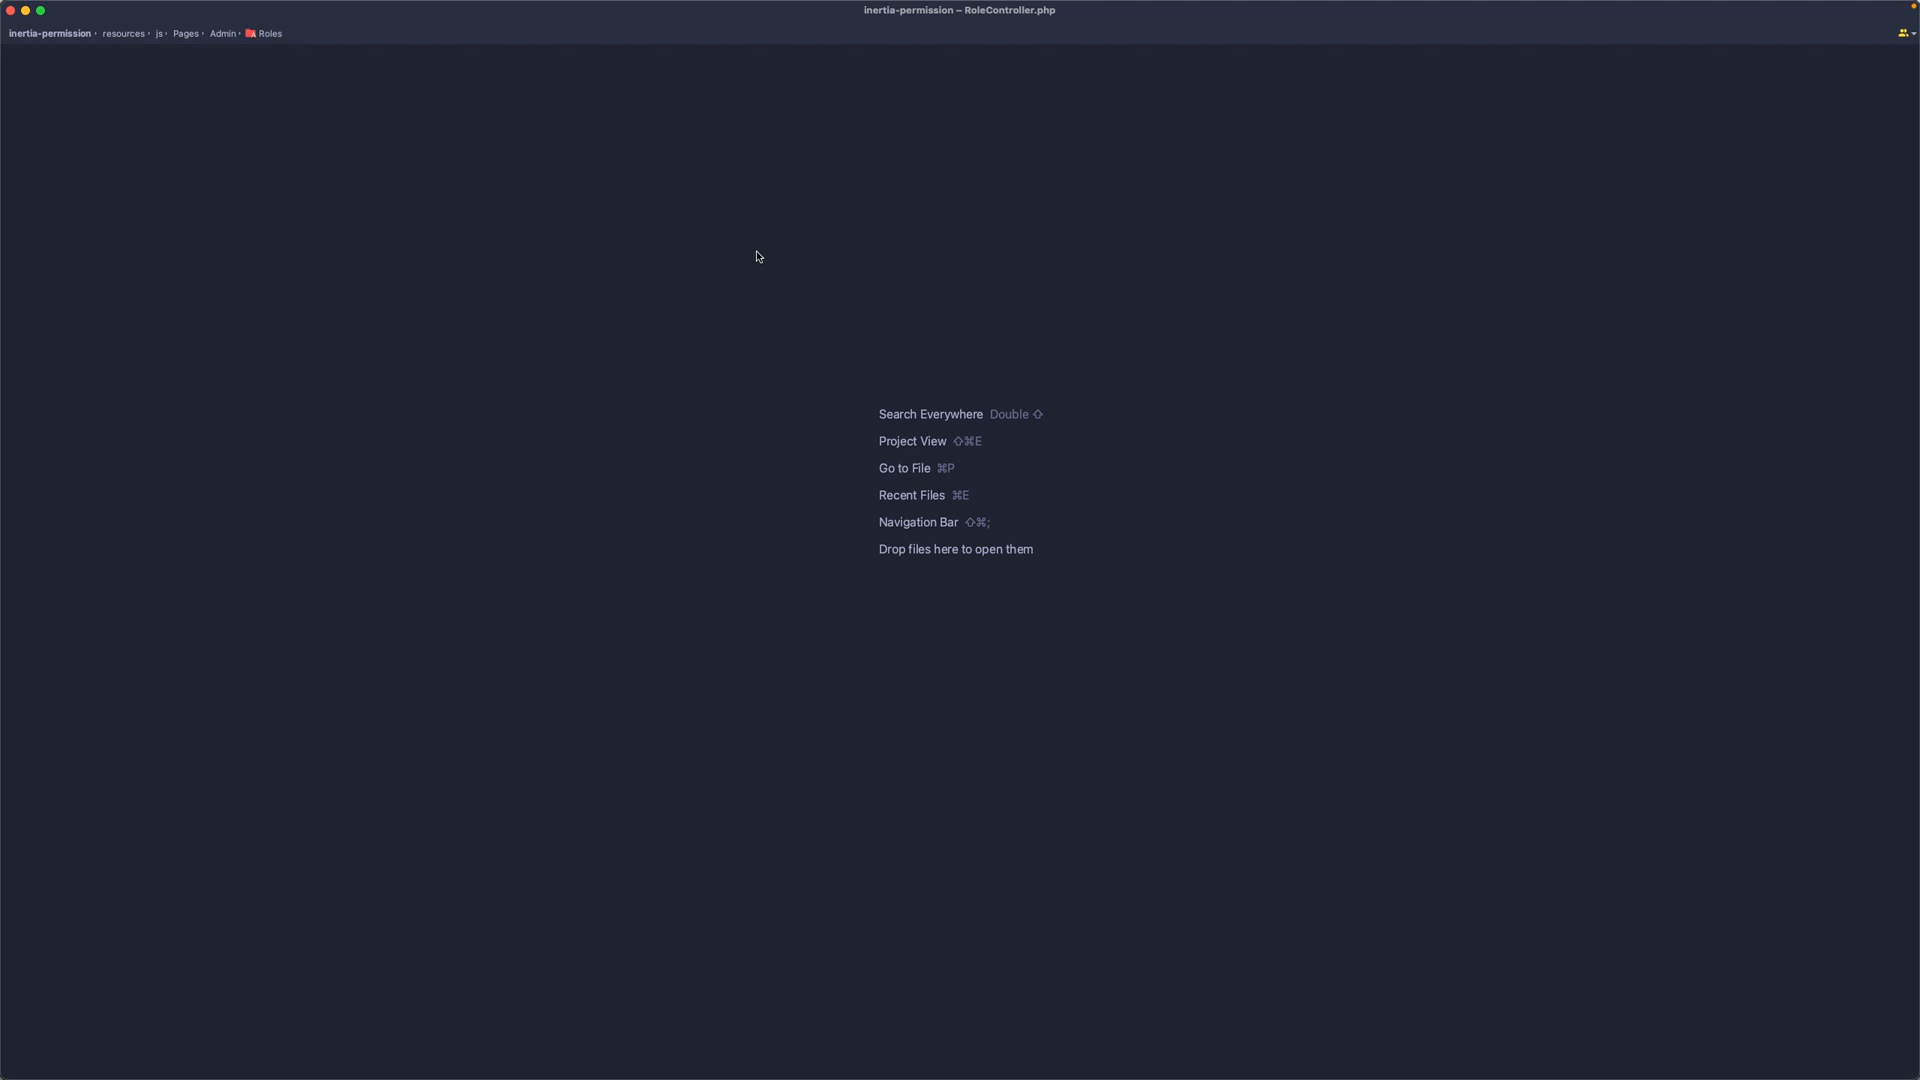 inertia-permission – RoleController.php
inertia-permission › resources › js › Pages › Admin › Roles
Search Everywhere Double ⇧
Project View ⇧⌘E
Go to File ⌘P
Recent Files ⌘E
Navigation Bar ⇧⌘;
Drop files here to open them